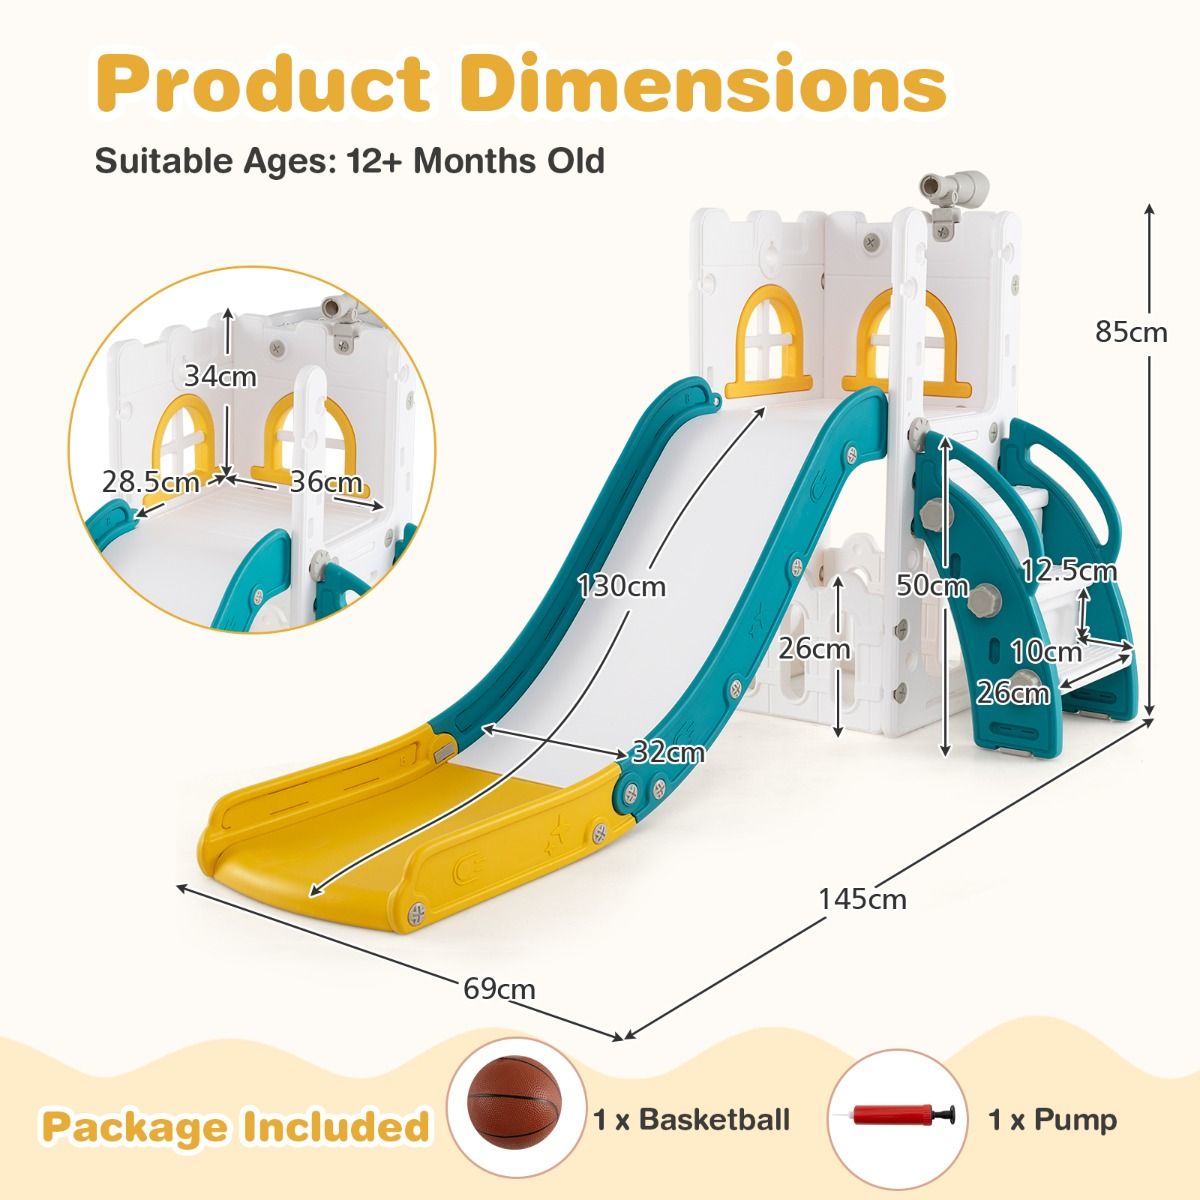 Product Dimensions
Suitable Ages: 12+ Months Old
85cm
34cm
28.5cm
36cm
130cm
50cm
12.5cm
26cm
10cm
26cm
32cm
145cm
69cm
Package Included
1 x Basketball
1 x Pump